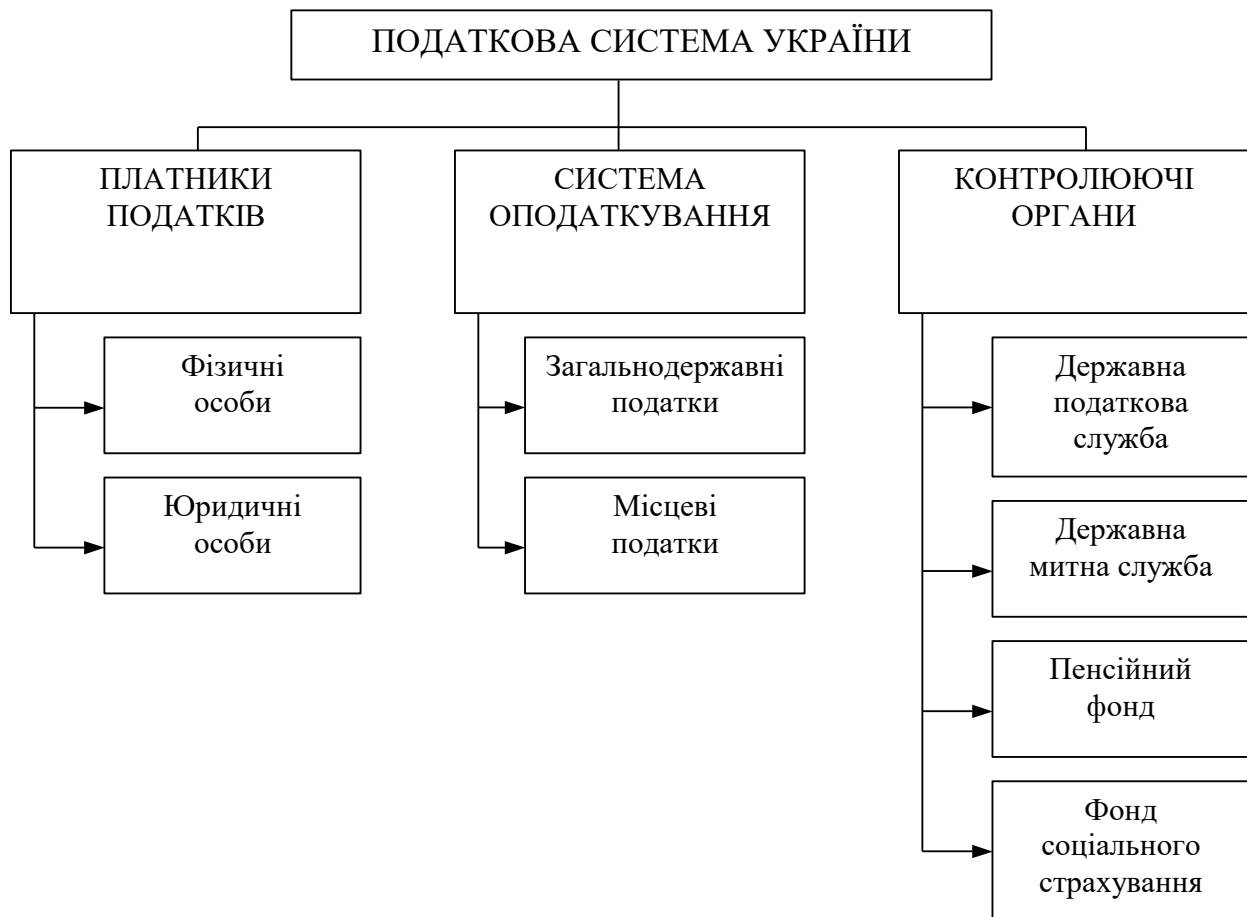 ПОДАТКОВА СИСТЕМА УКРАЇНИ
ПЛАТНИКИ
ПОДАТКІВ
Фізичні
особи
Юридичні
особи
СИСТЕМА
ОПОДАТКУВАННЯ
Загальнодержавні
податки
Місцеві
податки
КОНТРОЛЮЮЧІ
ОРГАНИ
Державна
податкова
служба
Державна
митна служба
Пенсійний
фонд
Фонд
соціального
страхування